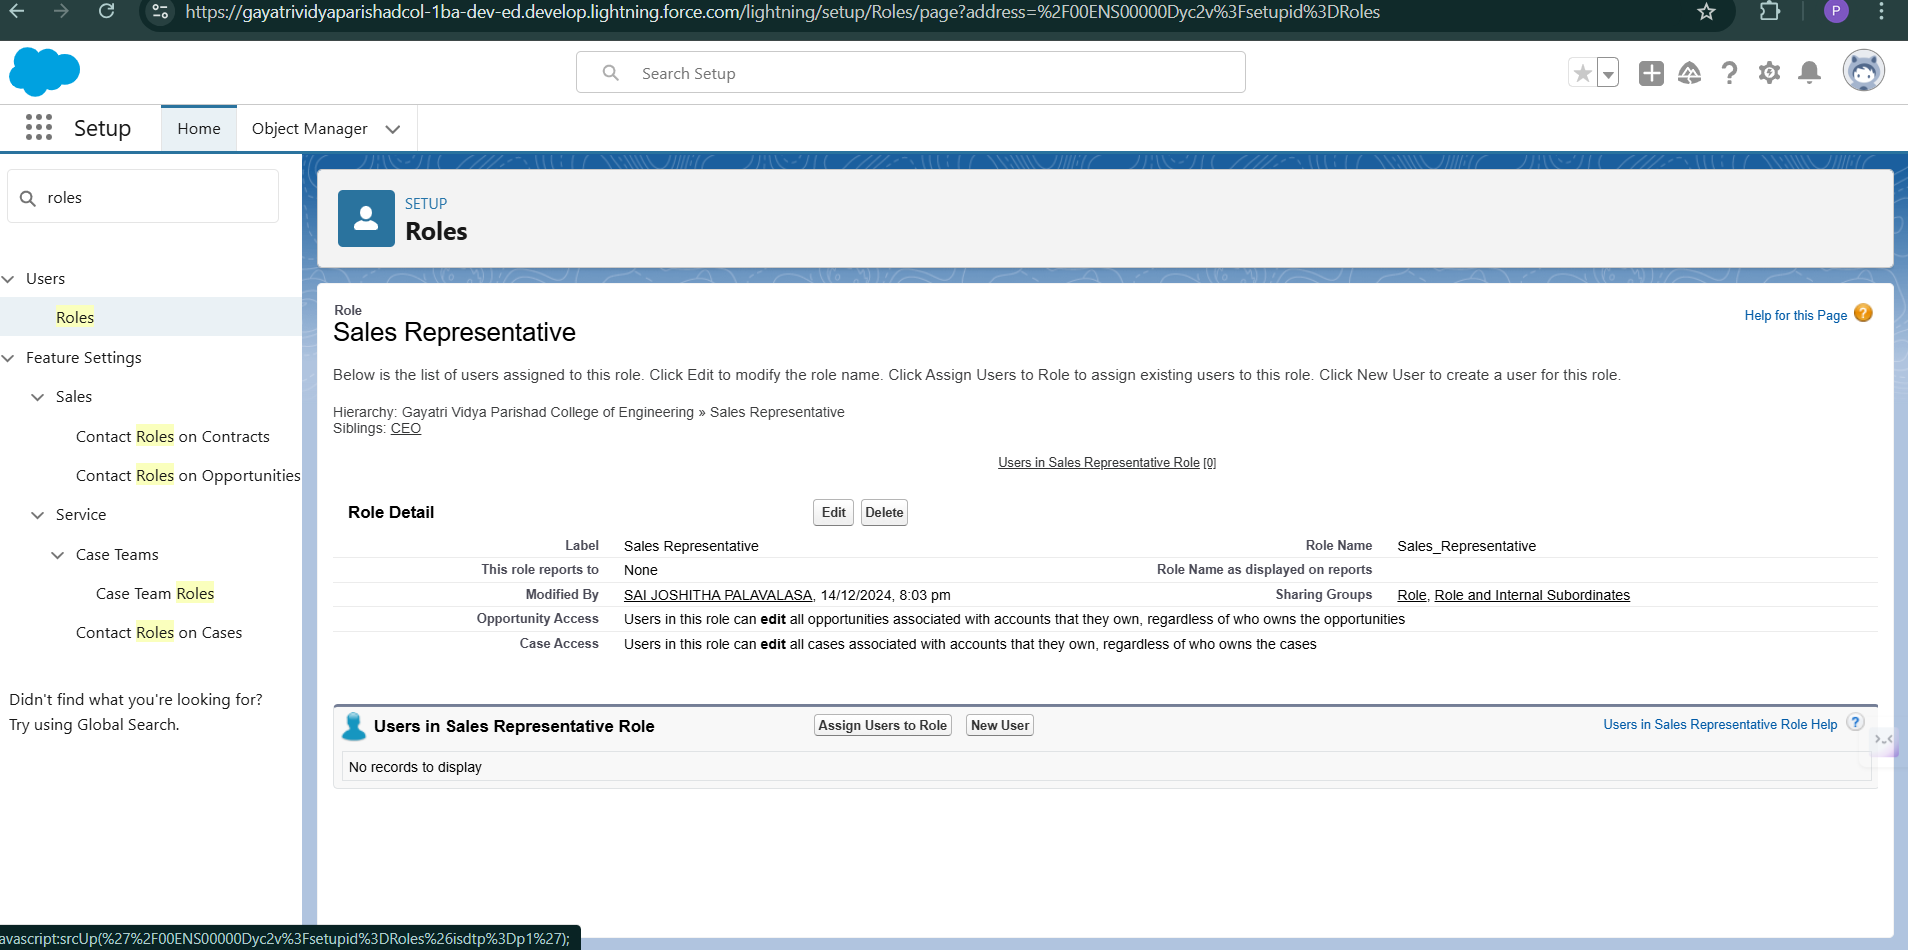 https://gayatrividyaparishadcol-1ba-dev-ed.develop.lightning.force.com/lightning/setup/Roles/page?address=%2F00ENS00000Dyc2v%3Fsetupid%3DRoles
P
Search Setup
Setup
Home
Object Manager
roles
Users
Roles
Feature Settings
Sales
Contact Roles on Contracts
Contact Roles on Opportunities
Service
Case Teams
Case Team Roles
Contact Roles on Cases
Didn't find what you're looking for?
Try using Global Search.
SETUP
Roles
Role
Sales Representative
Help for this Page ?
Below is the list of users assigned to this role. Click Edit to modify the role name. Click Assign Users to Role to assign existing users to this role. Click New User to create a user for this role.
Hierarchy: Gayatri Vidya Parishad College of Engineering » Sales Representative
Siblings: CEO
Users in Sales Representative Role [0]
Role Detail Edit Delete
Label Sales Representative Role Name Sales_Representative
This role reports to None Role Name as displayed on reports
Modified By SAI JOSHITHA PALAVALASA, 14/12/2024, 8:03 pm Sharing Groups Role, Role and Internal Subordinates
Opportunity Access Users in this role can edit all opportunities associated with accounts that they own, regardless of who owns the opportunities
Case Access Users in this role can edit all cases associated with accounts that they own, regardless of who owns the cases
Users in Sales Representative Role Assign Users to Role New User Users in Sales Representative Role Help ?
No records to display
avascript:srcUp(%27%2F00ENS00000Dyc2v%3Fsetupid%3DRoles%26isdtp%3Dp1%27);